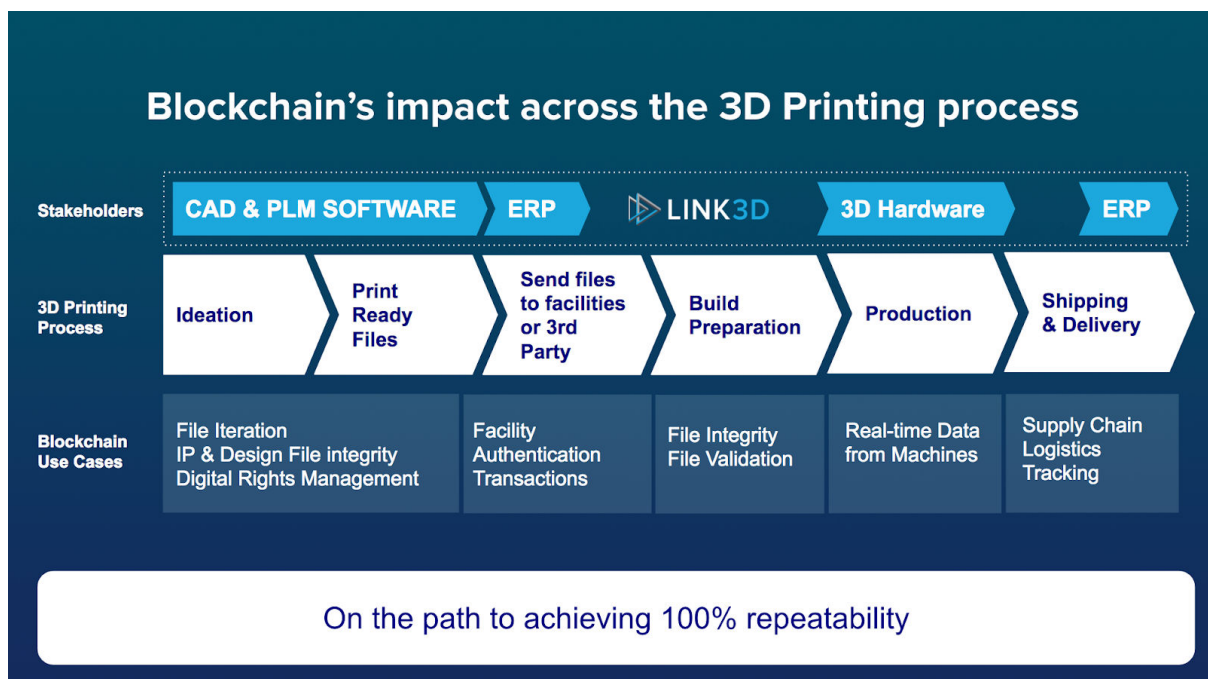 Blockchain’s impact across the 3D Printing process
Stakeholders
CAD & PLM SOFTWARE
ERP
LINK3D
3D Hardware
ERP
3D Printing
Process
Ideation
Print
Ready
Files
Send files
to facilities
or 3rd
Party
Build
Preparation
Production
Shipping
& Delivery
Blockchain
Use Cases
File Iteration
IP & Design File integrity
Digital Rights Management
Facility
Authentication
Transactions
File Integrity
File Validation
Real-time Data
from Machines
Supply Chain
Logistics
Tracking
On the path to achieving 100% repeatability